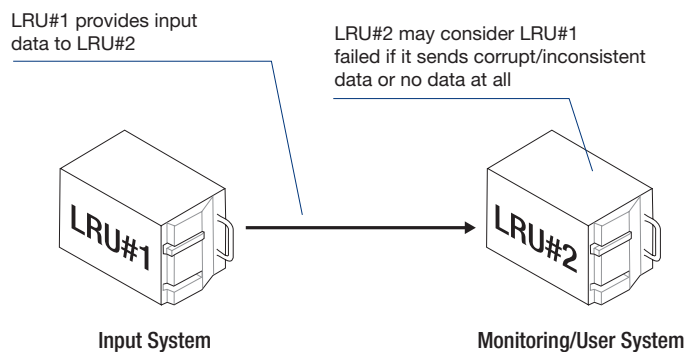 LRU#1 provides input
data to LRU#2
LRU#2 may consider LRU#1
failed if it sends corrupt/inconsistent
data or no data at all
LRU#1
LRU#2
Input System
Monitoring/User System